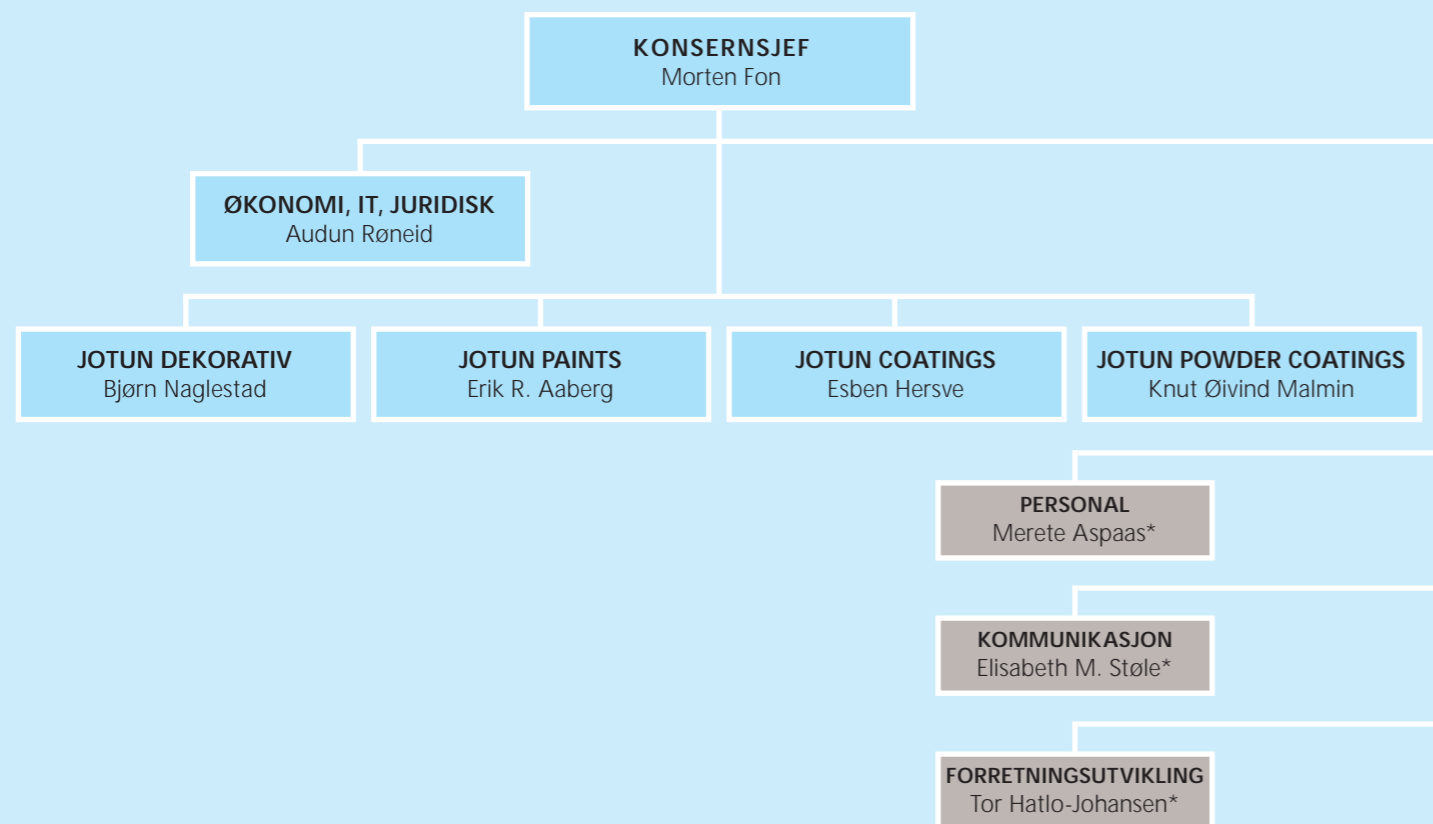 KONSERNSJEF
Morten Fon
ØKONOMI, IT, JURIDISK
Audun Røneid
JOTUN DEKORATIV
Bjørn Naglestad
JOTUN PAINTS
Erik R. Aaberg
JOTUN COATINGS
Esben Hersve
JOTUN POWDER COATINGS
Knut Øivind Malmin
PERSONAL
Merete Aspaas*
KOMMUNIKASJON
Elisabeth M. Støle*
FORRETNINGSUTVIKLING
Tor Hatlo-Johansen*